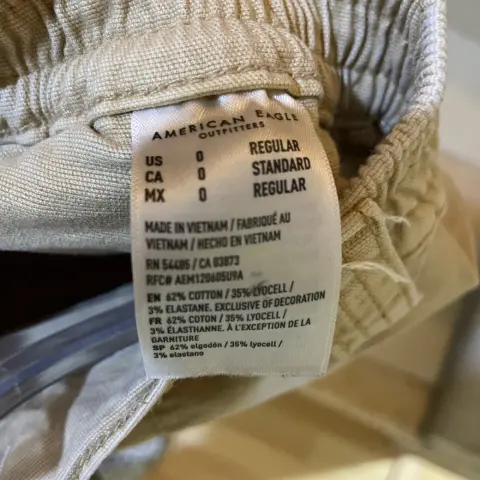 AMERICAN EAGLE
OUTFITTERS
US 0 REGULAR
CA 0 STANDARD
MX 0 REGULAR
MADE IN VIETNAM / FABRIQUÉ AU
VIETNAM / HECHO EN VIETNAM
RN 54485 / CA 03873
RFC# AEM120605U9A
EN 62% COTTON / 35% LYOCELL /
3% ELASTANE. EXCLUSIVE OF DECORATION
FR 62% COTON / 35% LYOCELL /
3% ÉLASTHANNE. À L'EXCEPTION DE LA
GARNITURE
SP 62% algodón / 35% lyocell /
3% elastano